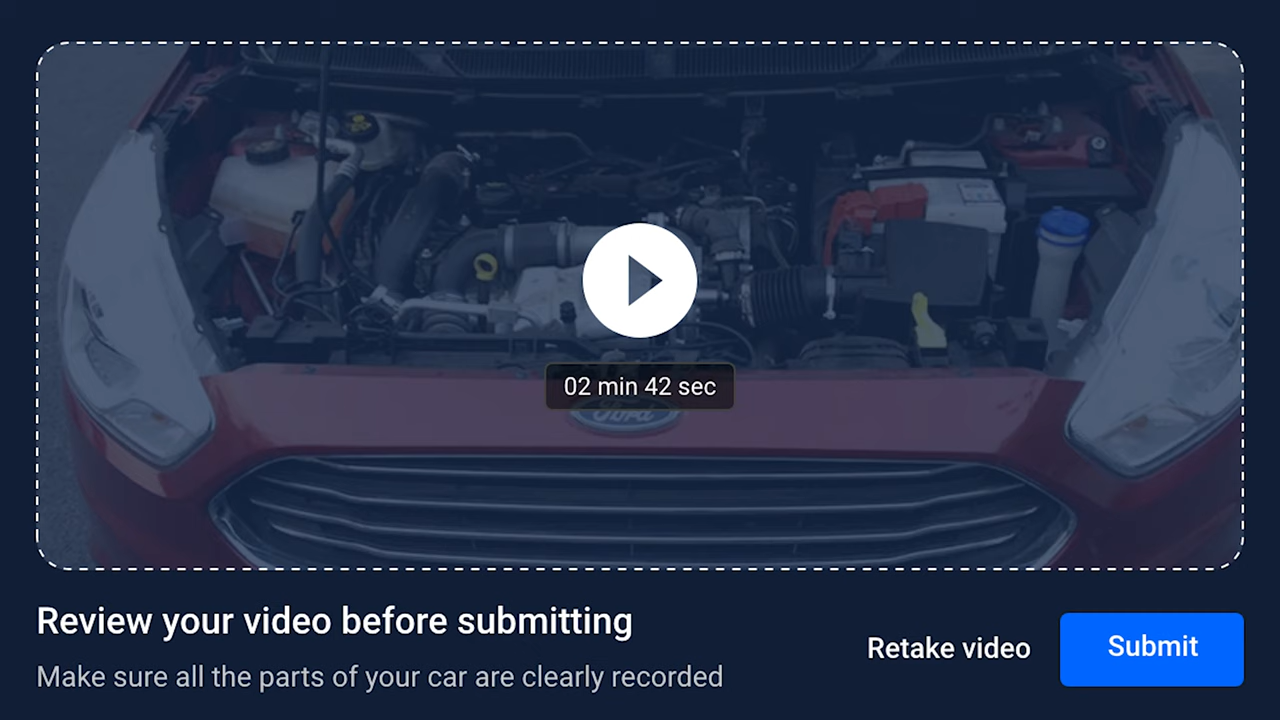 02 min 42 sec
Ford
Review your video before submitting
Make sure all the parts of your car are clearly recorded
Retake video
Submit